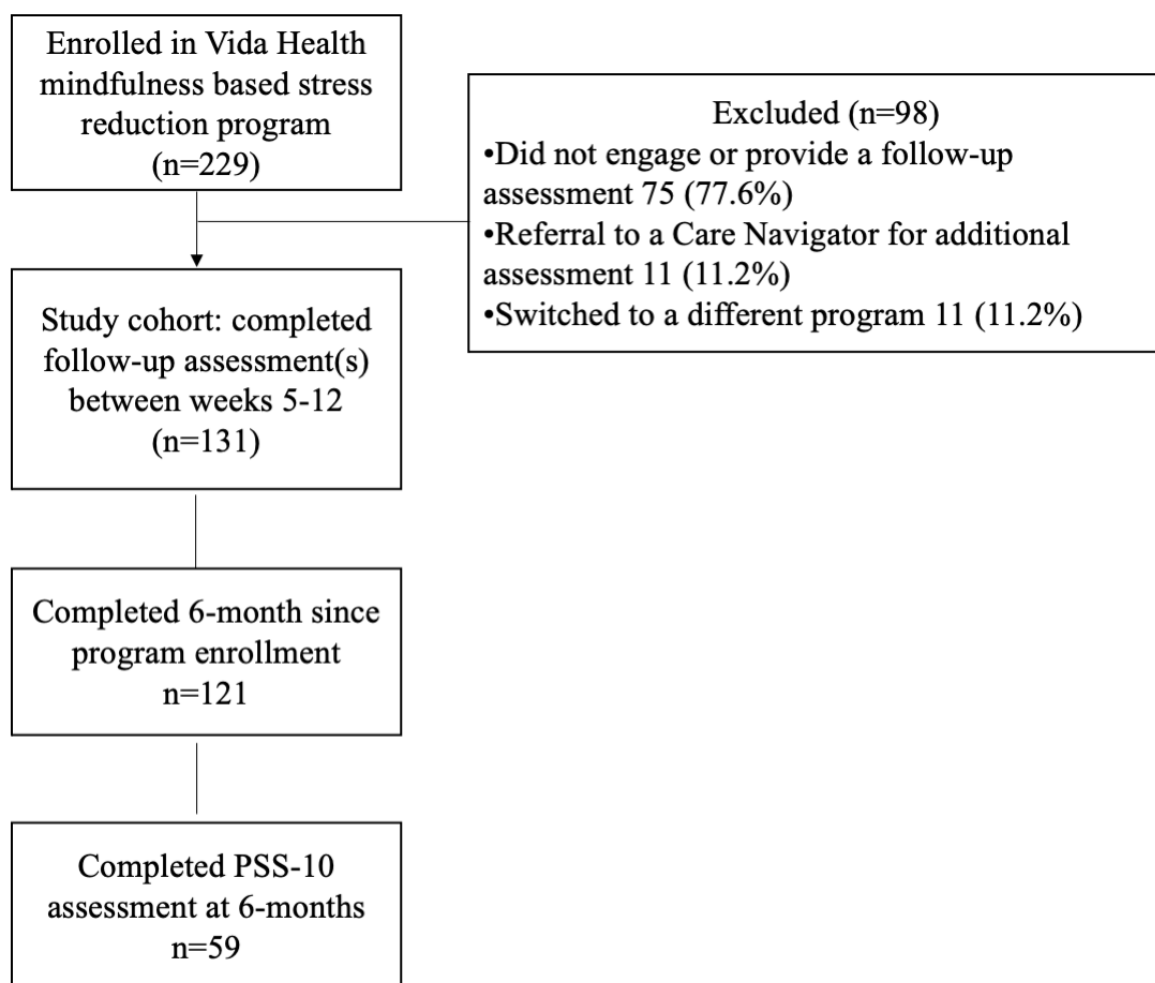 Enrolled in Vida Health
mindfulness based stress
reduction program
(n=229)
Excluded (n=98)
•Did not engage or provide a follow-up
assessment 75 (77.6%)
•Referral to a Care Navigator for additional
assessment 11 (11.2%)
•Switched to a different program 11 (11.2%)
Study cohort: completed
follow-up assessment(s)
between weeks 5-12
(n=131)
Completed 6-month since
program enrollment
n=121
Completed PSS-10
assessment at 6-months
n=59